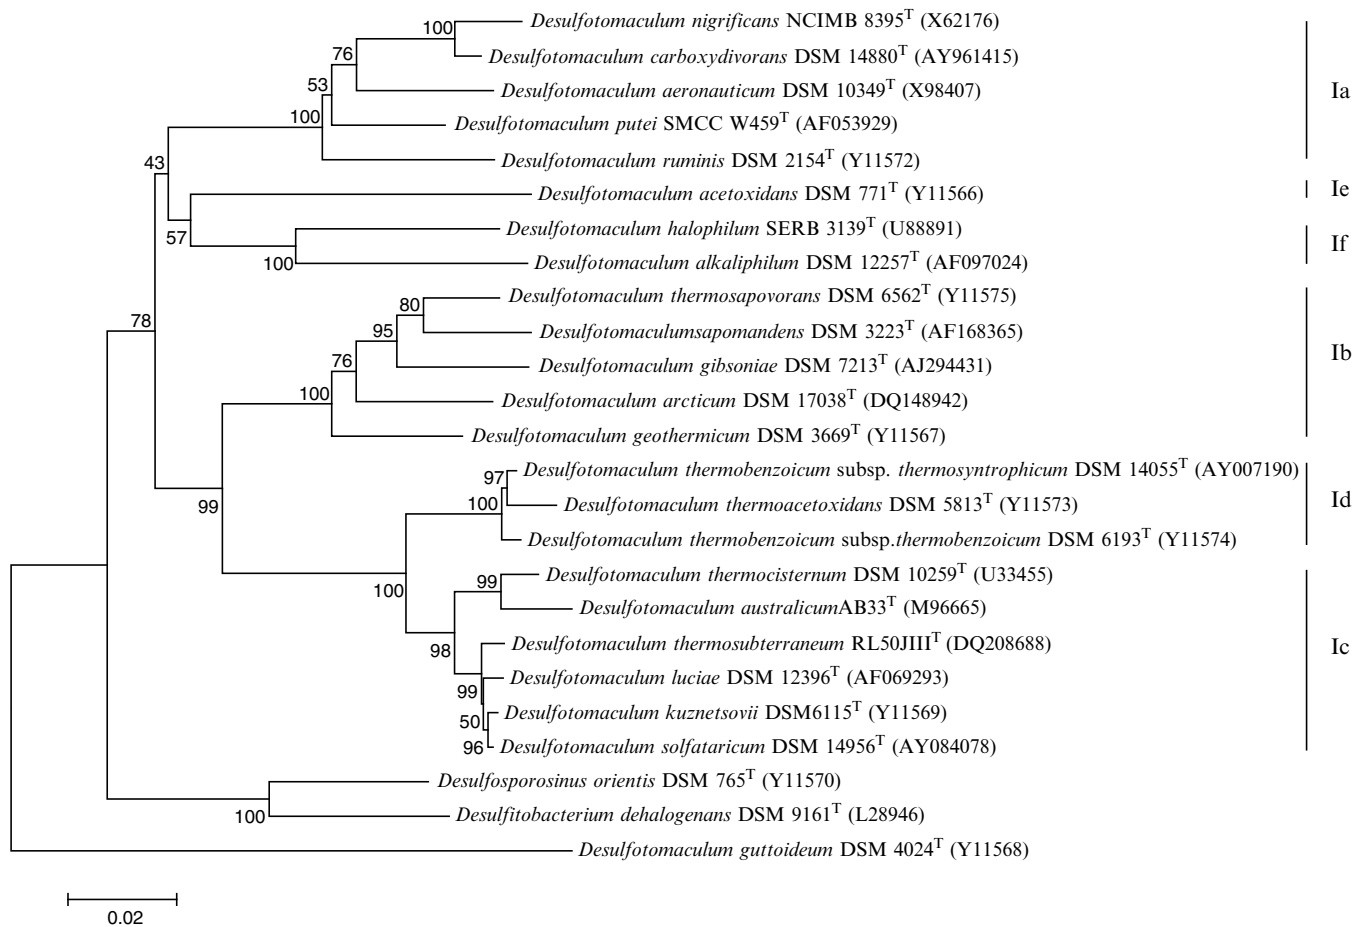 Desulfotomaculum nigrificans NCIMB 8395T (X62176)
100
Desulfotomaculum carboxydivorans DSM 14880T (AY961415)
76
Desulfotomaculum aeronauticum DSM 10349T (X98407)
53
Ia
Desulfotomaculum putei SMCC W459T (AF053929)
100
Desulfotomaculum ruminis DSM 2154T (Y11572)
43
Desulfotomaculum acetoxidans DSM 771T (Y11566)
Ie
Desulfotomaculum halophilum SERB 3139T (U88891)
57
If
Desulfotomaculum alkaliphilum DSM 12257T (AF097024)
100
Desulfotomaculum thermosapovorans DSM 6562T (Y11575)
80
78
Desulfotomaculumsapomandens DSM 3223T (AF168365)
95
Ib
Desulfotomaculum gibsoniae DSM 7213T (AJ294431)
76
Desulfotomaculum arcticum DSM 17038T (DQ148942)
100
Desulfotomaculum geothermicum DSM 3669T (Y11567)
Desulfotomaculum thermobenzoicum subsp. thermosyntrophicum DSM 14055T (AY007190)
97
Id
99
100
Desulfotomaculum thermoacetoxidans DSM 5813T (Y11573)
Desulfotomaculum thermobenzoicum subsp.thermobenzoicum DSM 6193T (Y11574)
Desulfotomaculum thermocisternum DSM 10259T (U33455)
99
100
Desulfotomaculum australicumAB33T (M96665)
Desulfotomaculum thermosubterraneum RL50JIIIT (DQ208688)
98
Ic
Desulfotomaculum luciae DSM 12396T (AF069293)
99
Desulfotomaculum kuznetsovii DSM6115T (Y11569)
50
Desulfotomaculum solfataricum DSM 14956T (AY084078)
96
Desulfosporosinus orientis DSM 765T (Y11570)
100
Desulfitobacterium dehalogenans DSM 9161T (L28946)
Desulfotomaculum guttoideum DSM 4024T (Y11568)
0.02